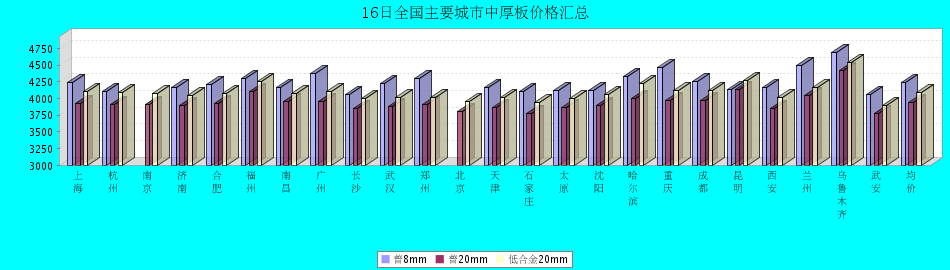 16日全国主要城市中厚板价格汇总
4750
4500
4250
4000
3750
3500
3250
3000
上海
杭州
南京
济南
合肥
福州
南昌
广州
长沙
武汉
郑州
北京
天津
石家庄
太原
沈阳
哈尔滨
重庆
成都
昆明
西安
兰州
乌鲁木齐
武安
均价
普8mm 普20mm 低合金20mm